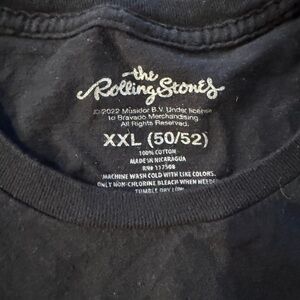 the
Rolling Stones
© 2022 Musidor B.V. Under license
to Bravado Merchandising
All Rights Reserved.
XXL (50/52)
100% COTTON
MADE IN NICARAGUA
RN#
MACHINE WASH COLD WITH LIKE COLORS.
ONLY NON-CHLORINE BLEACH WHEN NEEDED
TUMBLE DRY LOW.